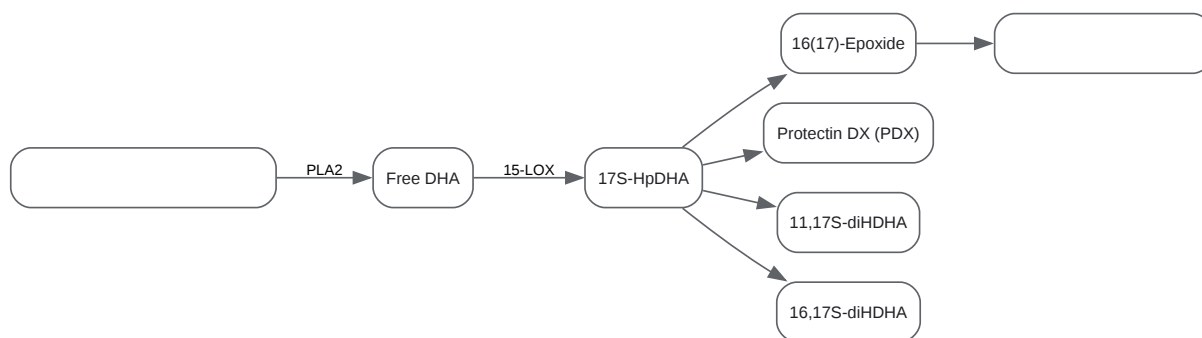 16(17)-Epoxide
Protectin DX (PDX)
PLA2
Free DHA
15-LOX
17S-HpDHA
11,17S-diHDHA
16,17S-diHDHA